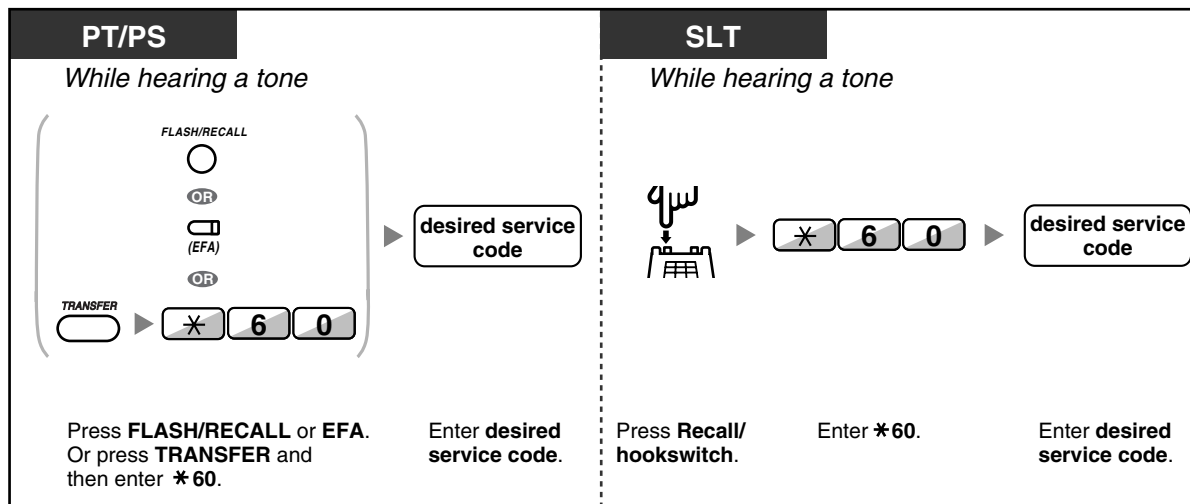 PT/PS
While hearing a tone
FLASH/RECALL
OR
(EFA)
OR
TRANSFER
* 6 0
desired service
code
Press FLASH/RECALL or EFA.
Or press TRANSFER and
then enter *60.
Enter desired
service code.
SLT
While hearing a tone
* 6 0
desired service
code
Press Recall/
hookswitch.
Enter *60.
Enter desired
service code.